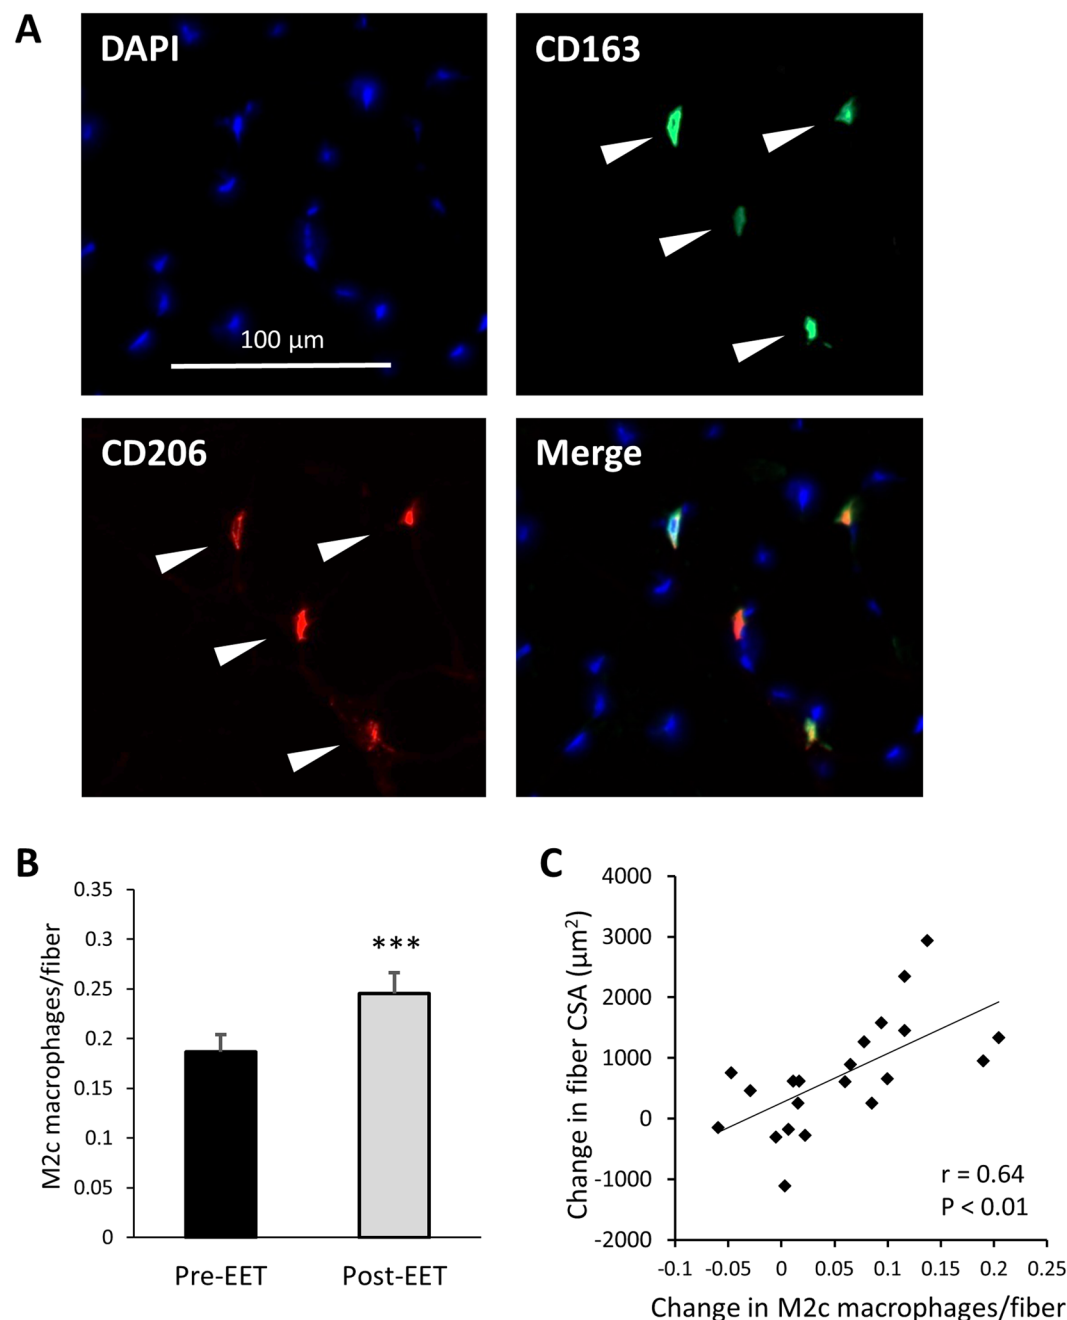 A
DAPI
CD163
100 µm
CD206
Merge
B
M2c macrophages/fiber
0.35
0.3
0.25
0.2
0.15
0.1
0.05
0
***
Pre-EET
Post-EET
C
Change in fiber CSA (µm²)
4000
3000
2000
1000
0
-1000
-2000
r = 0.64
P < 0.01
-0.1 -0.05 0 0.05 0.1 0.15 0.2 0.25
Change in M2c macrophages/fiber